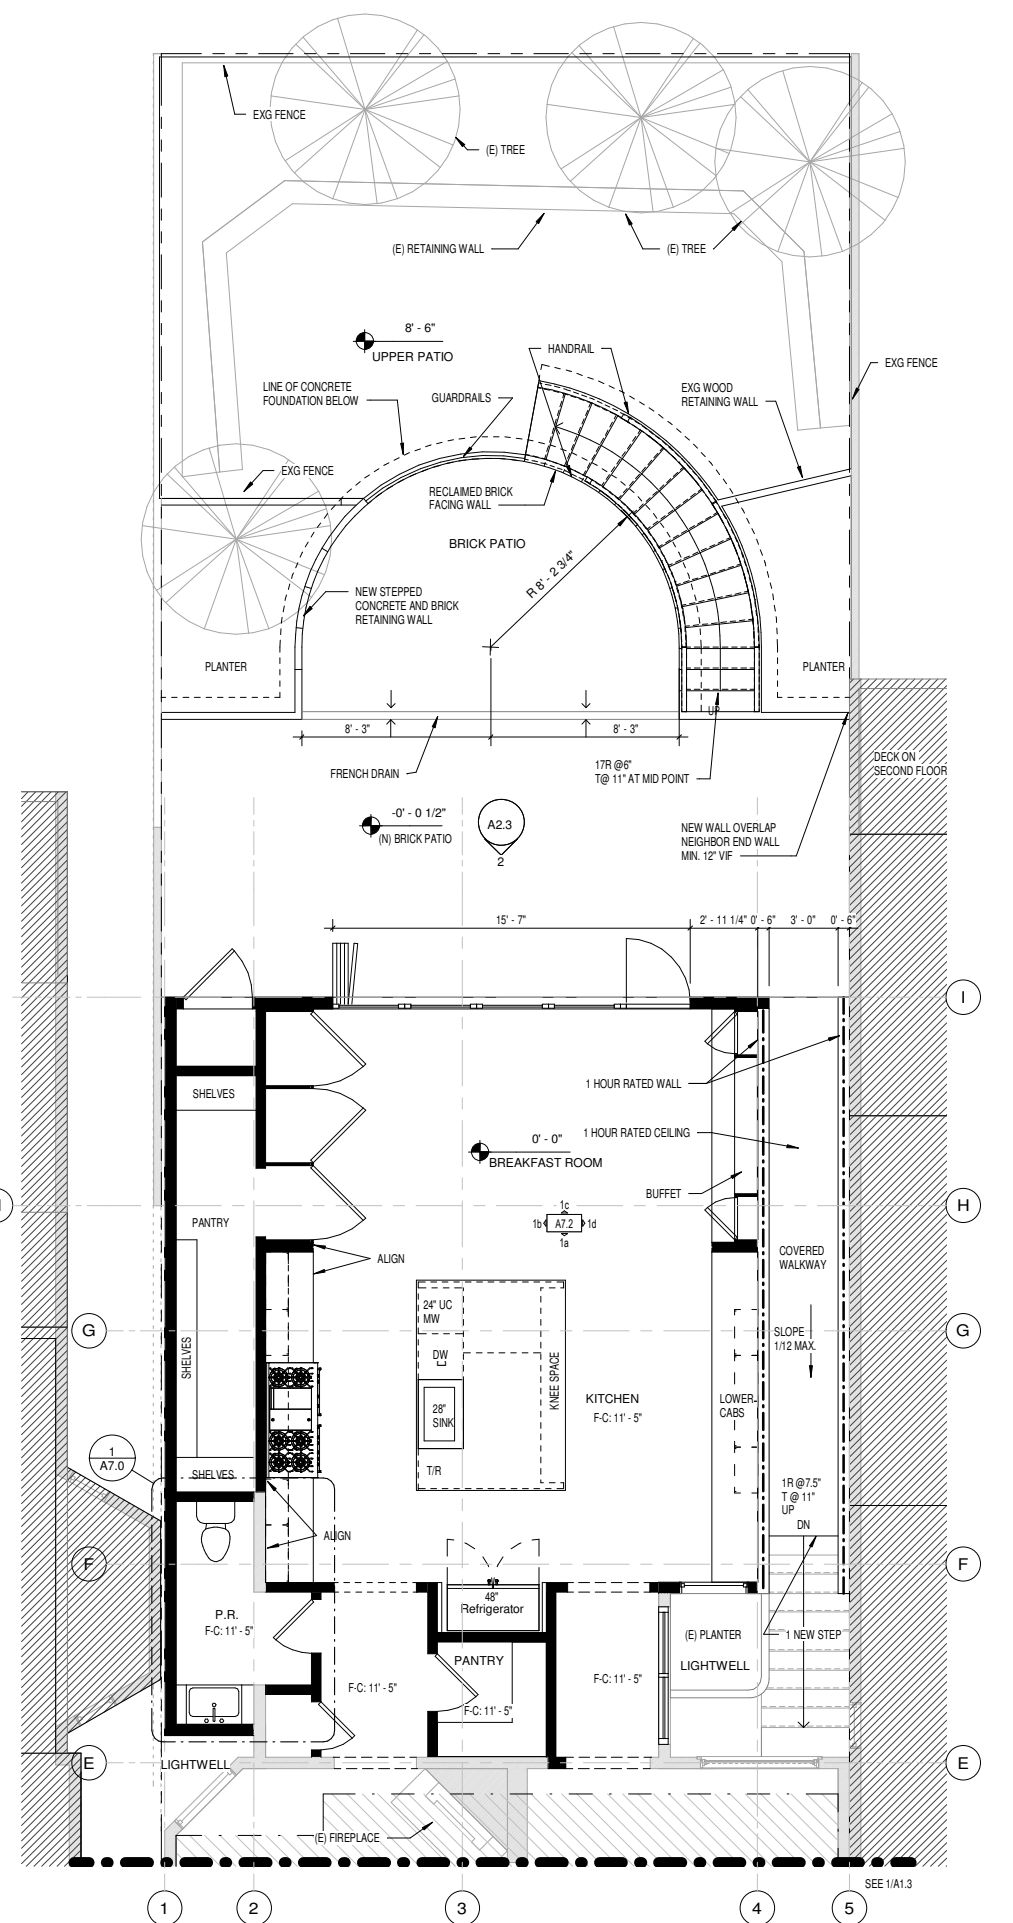 EXG FENCE
(E) TREE
(E) RETAINING WALL
(E) TREE
8' - 6"
UPPER PATIO
HANDRAIL
EXG FENCE
LINE OF CONCRETE
FOUNDATION BELOW
GUARDRAILS
EXG WOOD
RETAINING WALL
EXG FENCE
RECLAIMED BRICK
FACING WALL
BRICK PATIO
R 8' - 2 3/4"
NEW STEPPED
CONCRETE AND BRICK
RETAINING WALL
PLANTER
PLANTER
UP
8' - 3"
8' - 3"
FRENCH DRAIN
17R @6"
T@ 11" AT MID POINT
DECK ON
SECOND FLOOR
-0' - 0 1/2"
(N) BRICK PATIO
A2.3
2
NEW WALL OVERLAP
NEIGHBOR END WALL
MIN. 12" VIF
15' - 7"
2' - 11 1/4"
0' - 6"
3' - 0"
0' - 6"
I
SHELVES
1 HOUR RATED WALL
0' - 0"
BREAKFAST ROOM
1 HOUR RATED CEILING
BUFFET
H
PANTRY
1c
1b
A7.2
1d
1a
ALIGN
COVERED
WALKWAY
24" UC
MW
G
G
SLOPE
1/12 MAX.
DW
SHELVES
KNEE SPACE
KITCHEN
F-C: 11' - 5"
LOWER
CABS
28"
SINK
1
A7.0
T/R
SHELVES
1R @7.5"
T @ 11"
UP
DN
ALIGN
F
F
48"
Refrigerator
P.R.
F-C: 11' - 5"
(E) PLANTER
1 NEW STEP
LIGHTWELL
PANTRY
F-C: 11' - 5"
F-C: 11' - 5"
F-C: 11' - 5"
E
LIGHTWELL
E
(E) FIREPLACE
SEE 1/A1.3
1
2
3
4
5